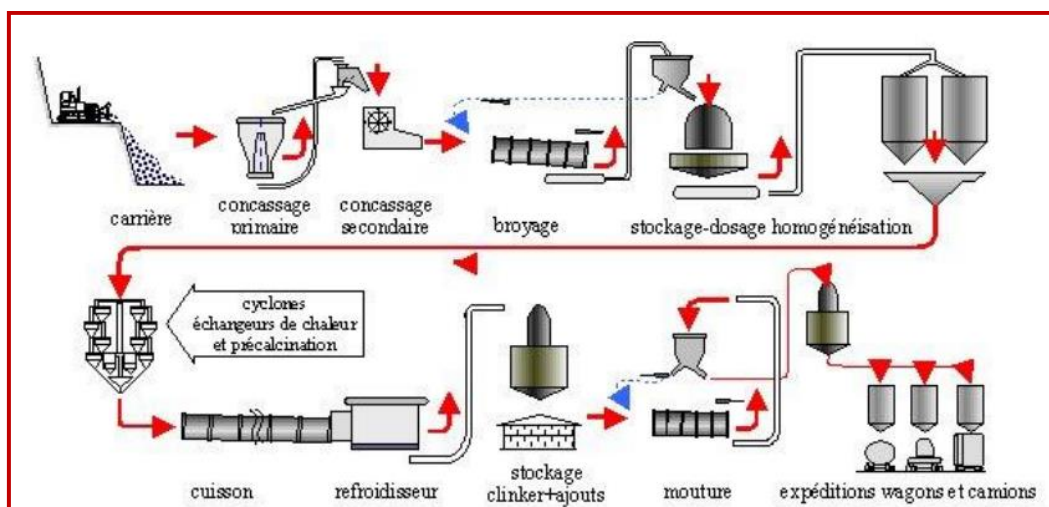 carrière
concassage
primaire
concassage
secondaire
broyage
stockage-dosage homogénéisation
cyclones
échangeurs de chaleur
et précalcination
cuisson
refroidisseur
stockage
clinker+ajouts
mouture
expéditions wagons et camions